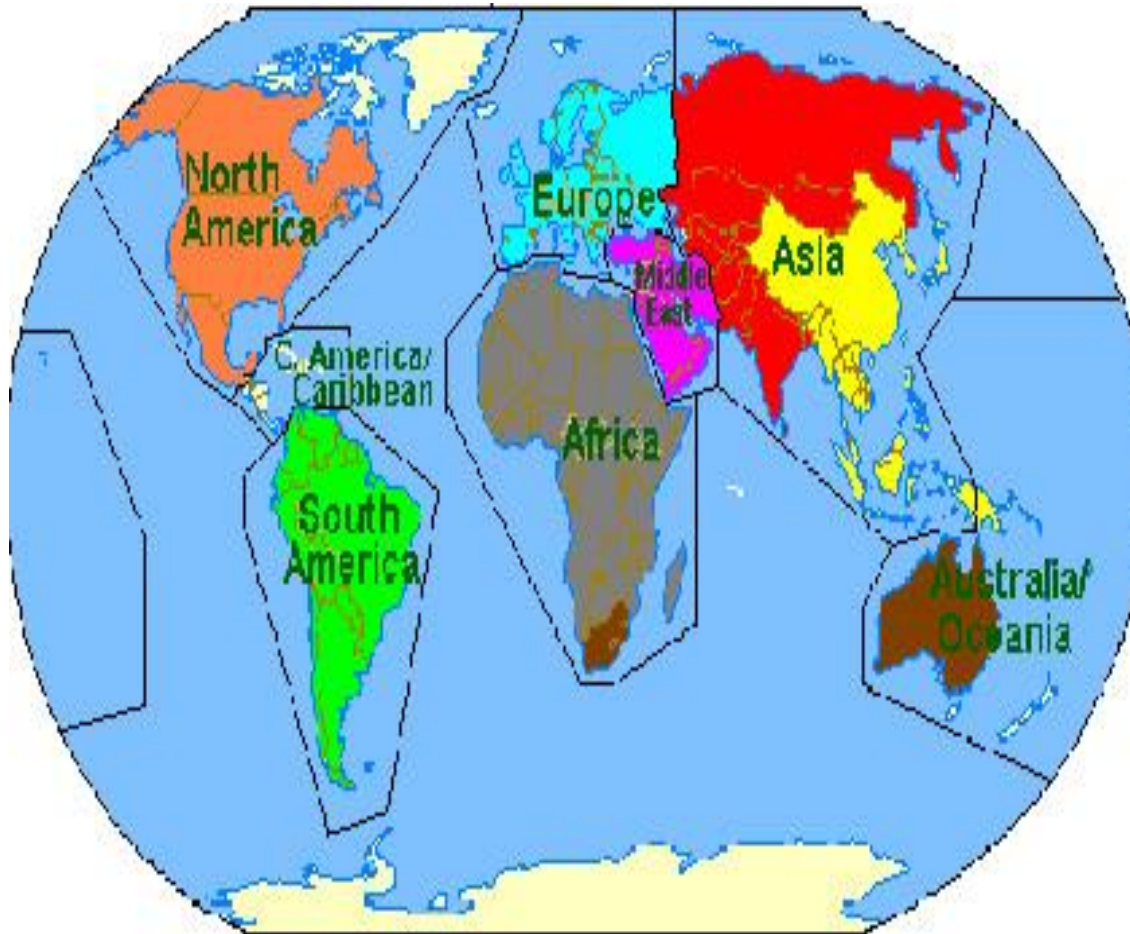 North
America
Europe
Asia
Middle
East
C. America/
Caribbean
Africa
South
America
Australia/
Oceania